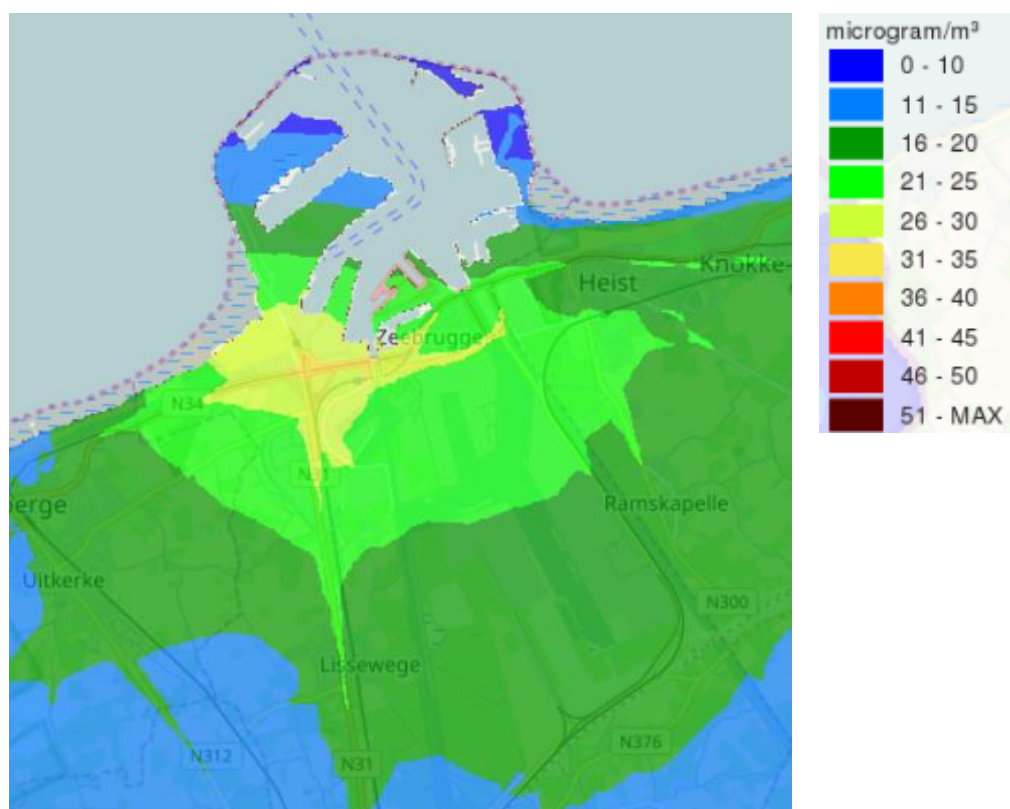 microgram/m³
0 - 10
11 - 15
16 - 20
21 - 25
26 - 30
31 - 35
36 - 40
41 - 45
46 - 50
51 - MAX
Knokke-
Heist
Zeebrugge
N34
N31
berge
Ramskapelle
Uitkerke
N300
Lissewege
N376
N312
N31